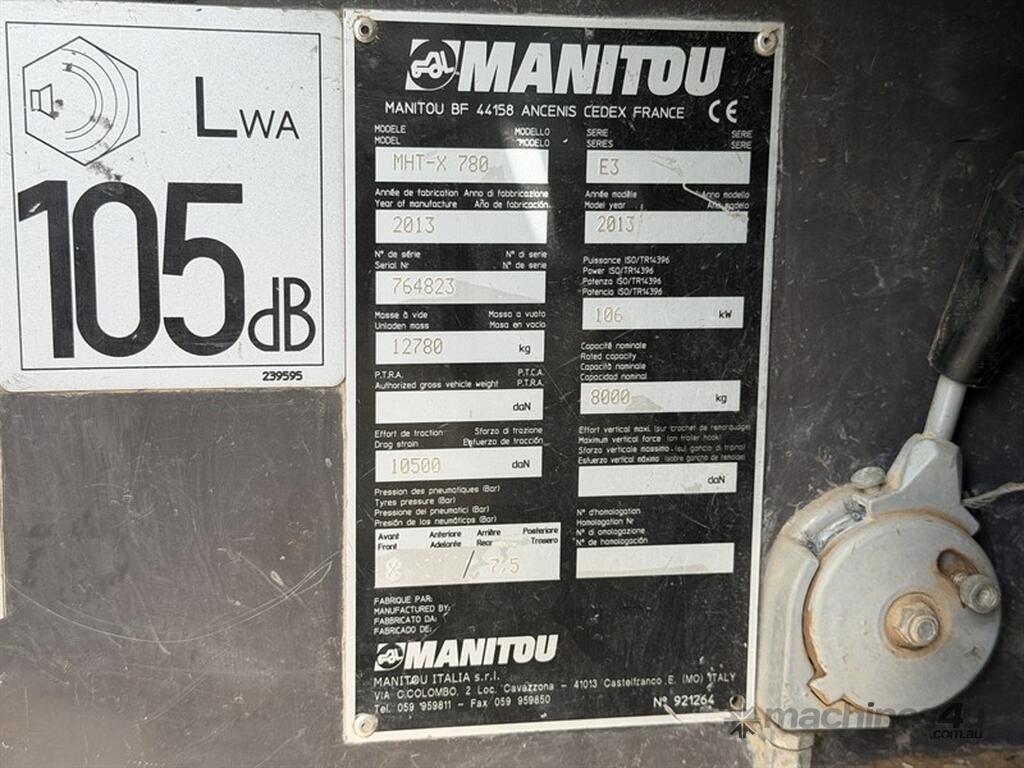 LWA
105dB
239595
MANITOU
MANITOU BF 44158 ANCENIS CEDEX FRANCE CE
MODELE MODELLO
MODEL MODELO
MHT-X 780
SERIE SERIE
SERIES SERIE
E3
Année de fabrication Anno di fabbricazione
Year of manufacture Año de fabricación
2013
Année modèle Anno modello
Model year Año modelo
2013
N° de série N° di serie
Serial Nr N° de serie
764823
Puissance ISO/TR14396
Power ISO/TR14396
Potenza ISO/TR14396
Potencia ISO/TR14396
106 kW
Masse à vide Massa a vuoto
Unladen mass Masa en vacio
12780 kg
Capacité nominale
Rated capacity
Capacità nominale
Capacidad nominal
8000 kg
P.T.R.A. P.T.C.A.
Authorized gross vehicle weight P.T.R.A.
daN
Effort vertical maxi. (sur crochet de remorquage)
Maximum vertical force (on trailer hook)
Sforzo verticale massimo (su gancio di traino)
Esfuerzo vertical máximo (sobre gancho de remolque)
daN
Effort de traction Sforzo di trazione
Drag strain Esfuerzo de tracción
10500 daN
Pression des pneumatiques (Bar)
Tyres pressure (Bar)
Pressione dei pneumatici (Bar)
Presión de los neumáticos (Bar)
Avant Anteriore Arrière Posteriore
Front Adelante Rear Trasero
8 / 7,5
N° d'homologation
Homologation Nr
N° di omologazione
N° de homologación
FABRIQUE PAR:
MANUFACTURED BY:
FABBRICATO DA:
FABRICADO DE:
MANITOU
MANITOU ITALIA s.r.l.
VIA C.COLOMBO, 2 Loc. Cavazzona - 41013 Castelfranco E. (MO) ITALY
Tel. 059 959811 - Fax 059 959850
N° 921264
machines4u
.com.au